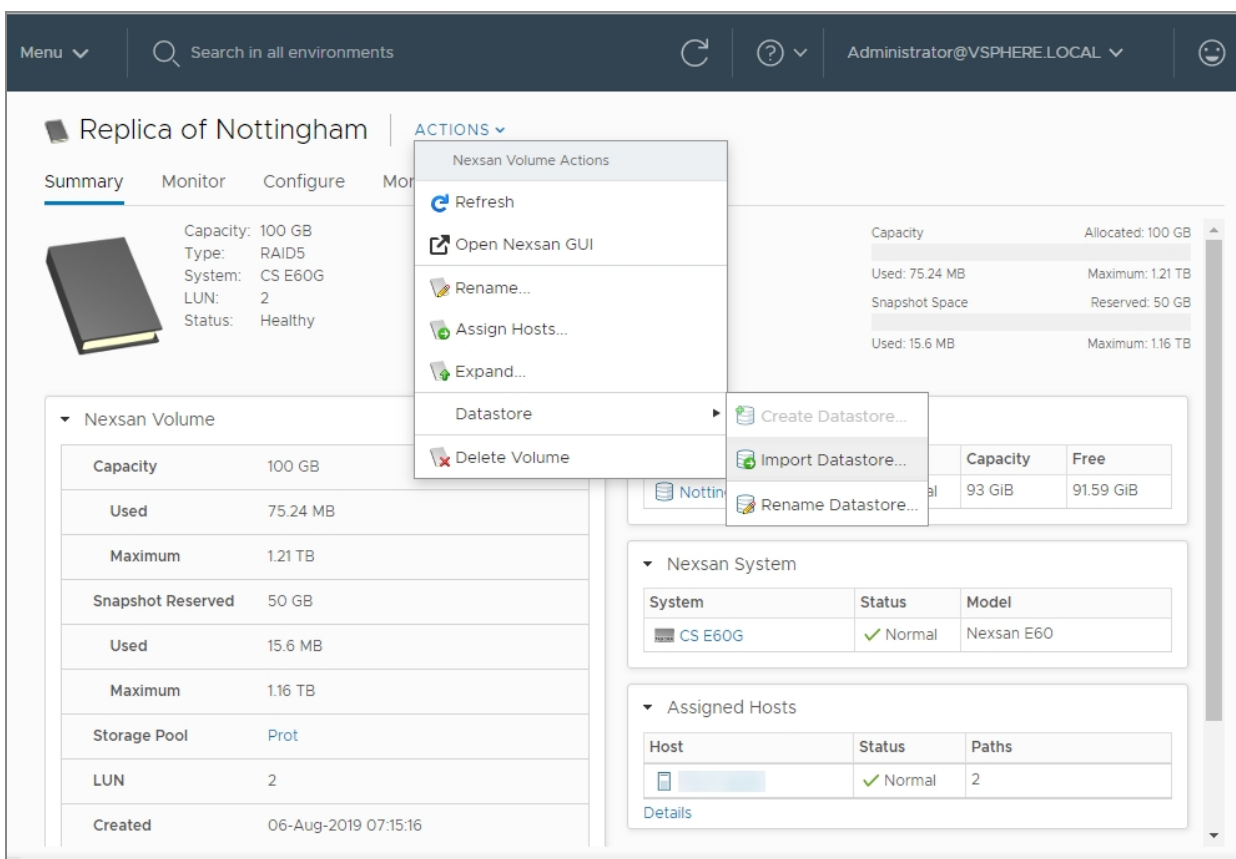 Menu
Search in all environments
Administrator@VSPHERE.LOCAL
Replica of Nottingham
ACTIONS
Summary Monitor Configure
Nexsan Volume Actions
Refresh
Open Nexsan GUI
Rename...
Assign Hosts...
Expand...
Datastore
Delete Volume
Create Datastore...
Import Datastore...
Rename Datastore...
Capacity: 100 GB
Type: RAID5
System: CS E60G
LUN: 2
Status: Healthy
Capacity Allocated: 100 GB
Used: 75.24 MB Maximum: 1.21 TB
Snapshot Space Reserved: 50 GB
Used: 15.6 MB Maximum: 1.16 TB
Nexsan Volume
Capacity 100 GB
Used 75.24 MB
Maximum 1.21 TB
Snapshot Reserved 50 GB
Used 15.6 MB
Maximum 1.16 TB
Storage Pool Prot
LUN 2
Created 06-Aug-2019 07:15:16
Capacity Free
93 GiB 91.59 GiB
Nexsan System
System Status Model
CS E60G Normal Nexsan E60
Assigned Hosts
Host Status Paths
Normal 2
Details